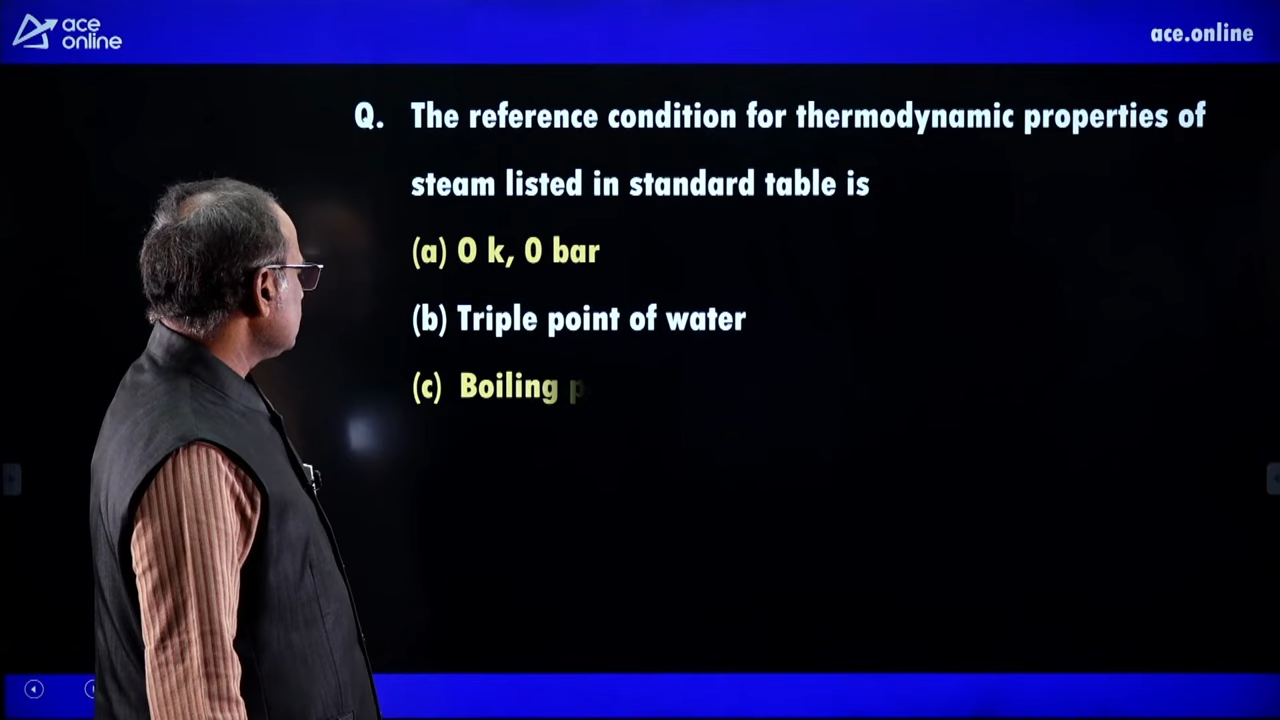 ace
online
ace.online
Q. The reference condition for thermodynamic properties of
steam listed in standard table is
(a) 0 k, 0 bar
(b) Triple point of water
(c) Boiling